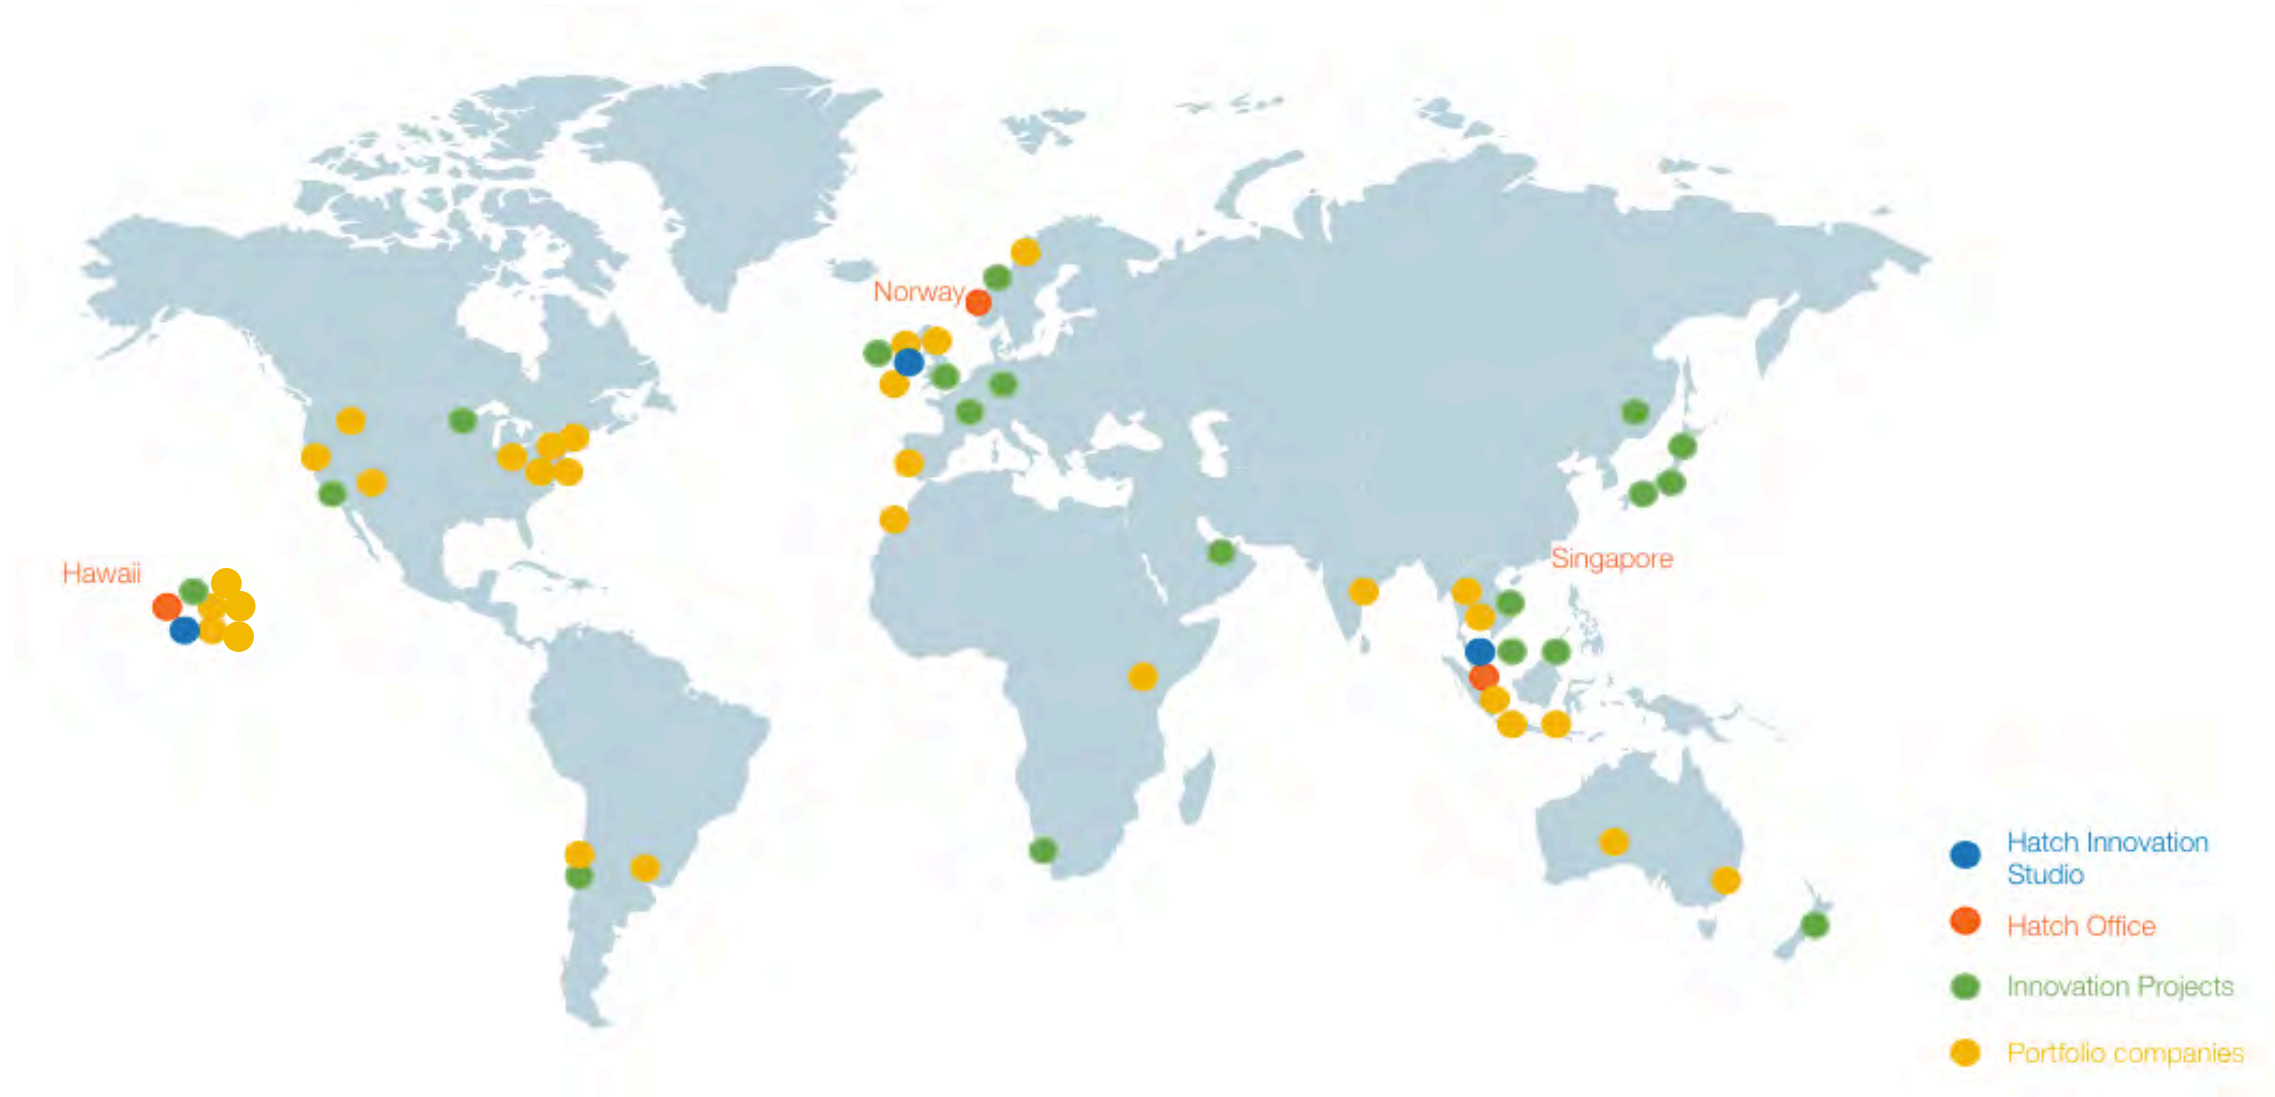 Norway
Hawaii
Singapore
Hatch Innovation
Studio
Hatch Office
Innovation Projects
Portfolio companies